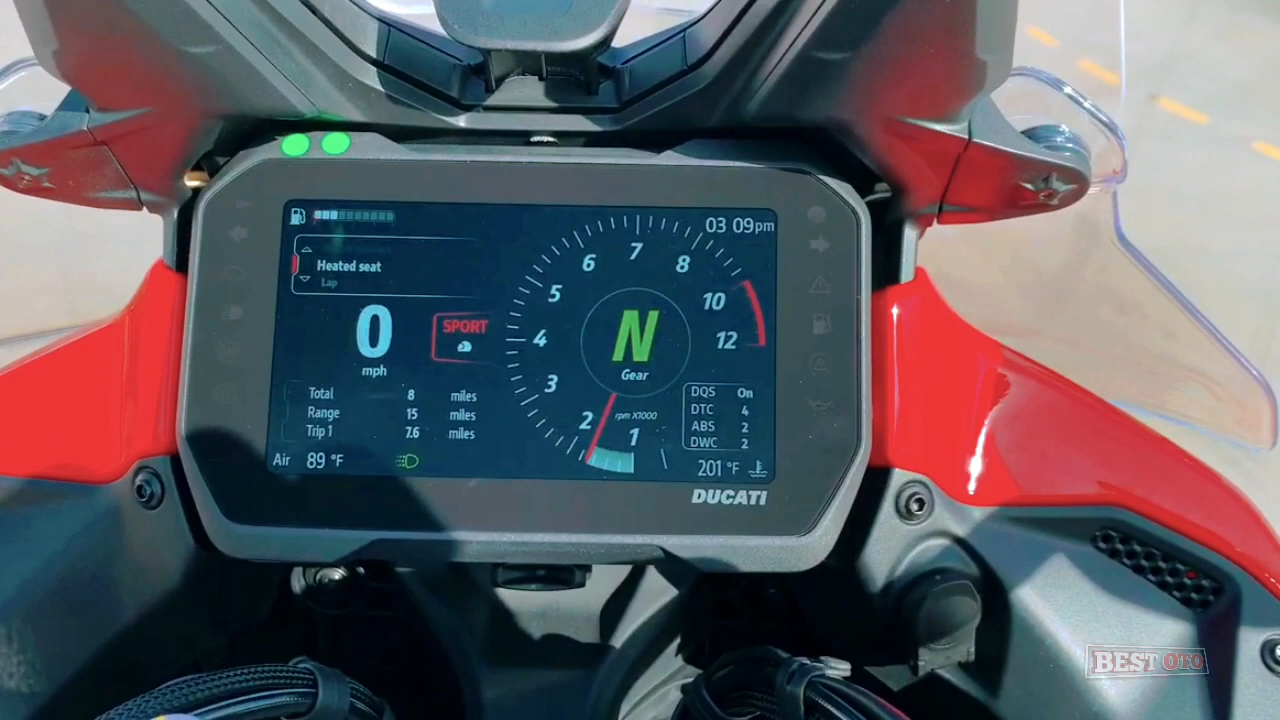 03 09pm
Heated seat
Lap
0
mph
SPORT
Total 8 miles
Range 15 miles
Trip 1 7.6 miles
Air 89 °F
1
2
3
4
5
6
7
8
10
12
N
Gear
rpm X1000
DQS On
DTC 4
ABS 2
DWC 2
201 °F
DUCATI
BEST OTO